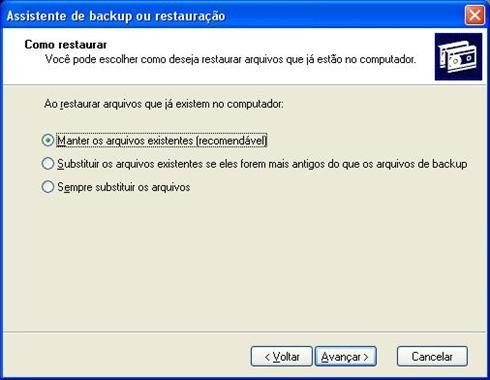 Assistente de backup ou restauração
Como restaurar
Você pode escolher como deseja restaurar arquivos que já estão no computador.
Ao restaurar arquivos que já existem no computador:
Manter os arquivos existentes (recomendável)
Substituir os arquivos existentes se eles forem mais antigos do que os arquivos de backup
Sempre substituir os arquivos
< Voltar Avançar > Cancelar